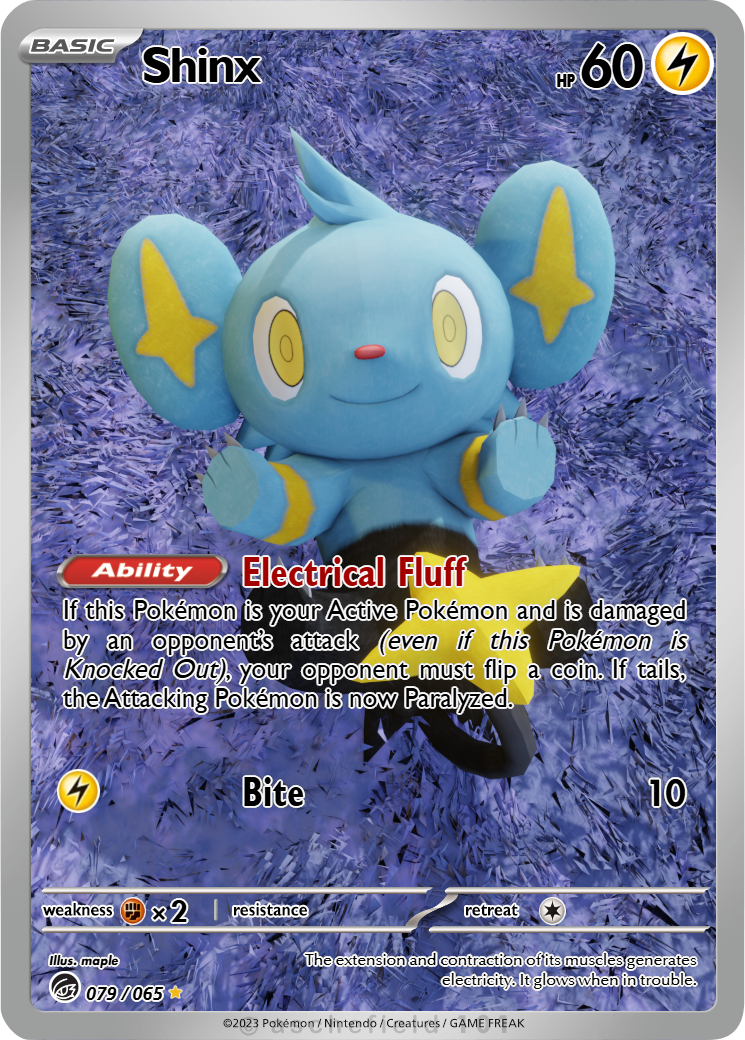 BASIC
Shinx
HP 60
Ability Electrical Fluff
If this Pokémon is your Active Pokémon and is damaged
by an opponent's attack (even if this Pokémon is
Knocked Out), your opponent must flip a coin. If tails,
the Attacking Pokémon is now Paralyzed.
Bite 10
weakness ×2 resistance retreat
Illus. maple
The extension and contraction of its muscles generates
electricity. It glows when in trouble.
079 / 065
©2023 Pokémon / Nintendo / Creatures / GAME FREAK